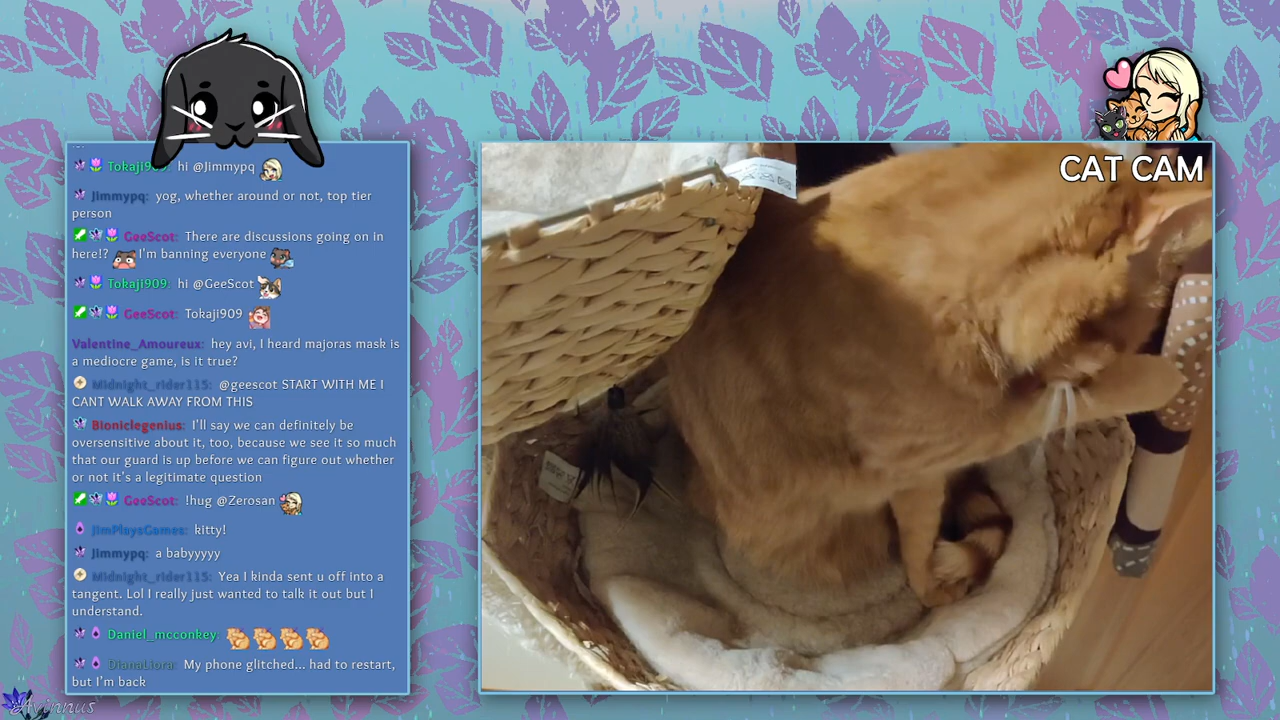 Tokaji909: hi @Jimmypq
Jimmypq: yog, whether around or not, top tier
person
GeeScot: There are discussions going on in
here!? I'm banning everyone
Tokaji909: hi @GeeScot
GeeScot: Tokaji909
Valentine_Amoureux: hey avi, I heard majoras mask is
a mediocre game, is it true?
Midnight_rider115: @geescot START WITH ME I
CANT WALK AWAY FROM THIS
Bioniclegenius: I'll say we can definitely be
oversensitive about it, too, because we see it so much
that our guard is up before we can figure out whether
or not it's a legitimate question
GeeScot: !hug @Zerosan
JimPlaysGames: kitty!
Jimmypq: a babyyyyy
Midnight_rider115: Yea I kinda sent u off into a
tangent. Lol I really just wanted to talk it out but I
understand.
Daniel_mcconkey:
DianaLiora: My phone glitched... had to restart,
but I'm back
Avinnus
CAT CAM